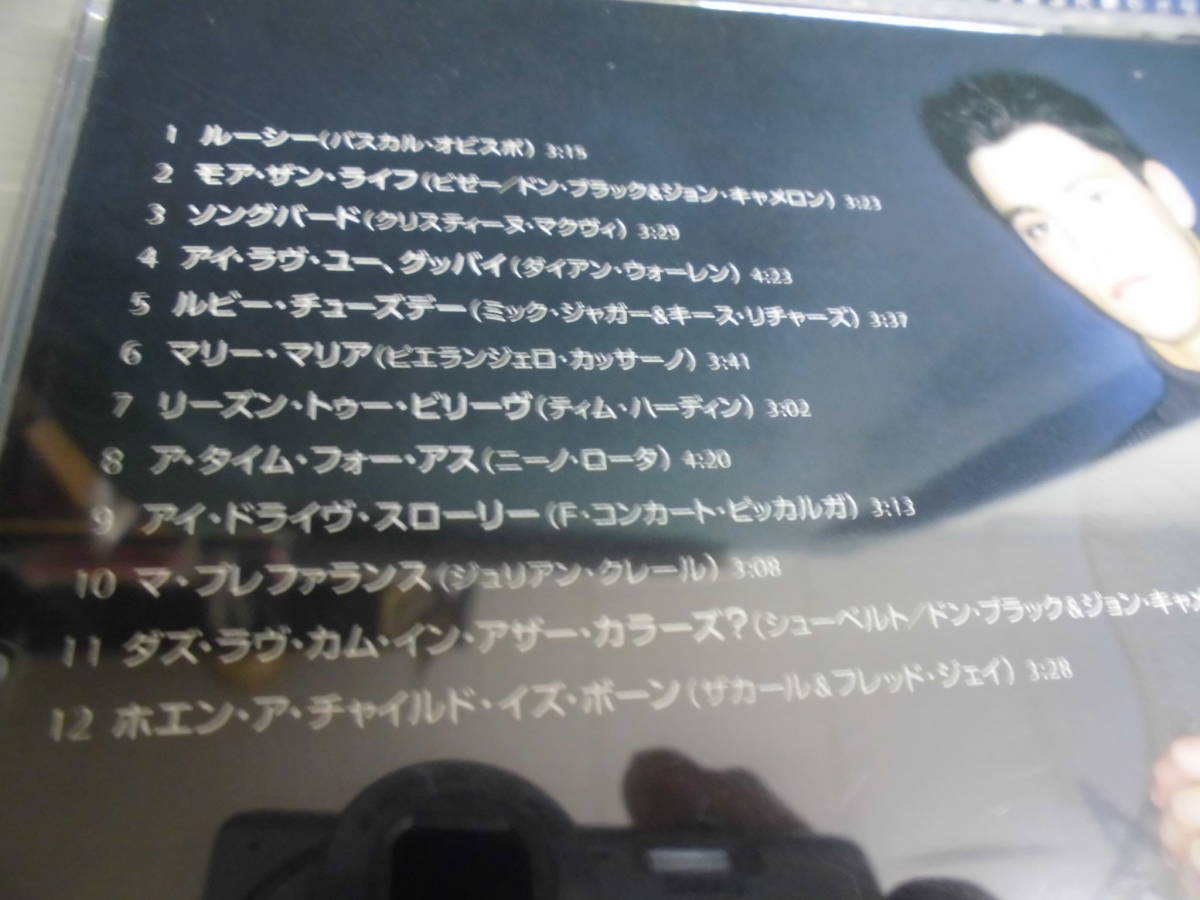 1 ルーシー(パスカル・オビスポ) 3:15
2 モア・ザン・ライフ(ビゼー/ドン・ブラック&ジョン・キャメロン) 3:23
3 ソングバード(クリスティーヌ・マクヴィ) 3:29
4 アイ・ラヴ・ユー、グッバイ(ダイアン・ウォーレン) 4:23
5 ルビー・チューズデー(ミック・ジャガー&キース・リチャーズ) 3:37
6 マリー・マリア(ピエランジェロ・カッサーノ) 3:41
7 リーズン・トゥー・ビリーヴ(ティム・ハーディン) 3:02
8 ア・タイム・フォー・アス(ニーノ・ロータ) 4:20
9 アイ・ドライヴ・スローリー(F・コンカート・ピッカルガ) 3:13
10 マ・プレファランス(ジュリアン・クレール) 3:08
11 ダズ・ラヴ・カム・イン・アザー・カラーズ?(シューベルト/ドン・ブラック&ジョン・キャメ
12 ホエン・ア・チャイルド・イズ・ボーン(ザカール&フレッド・ジェイ) 3:28